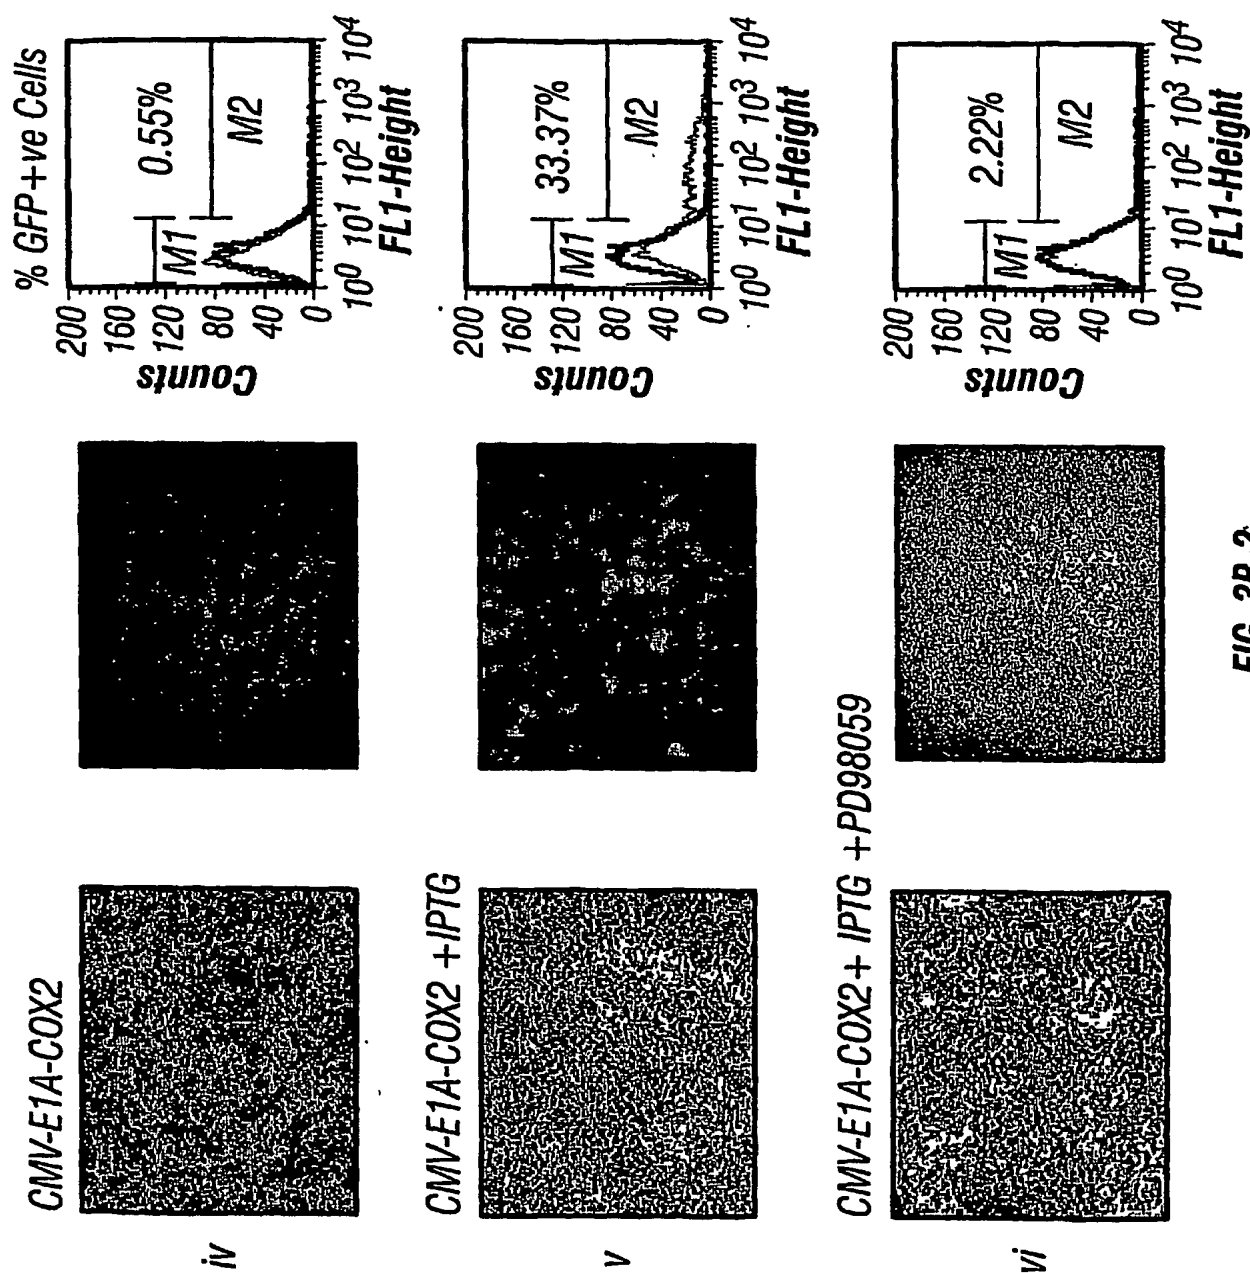 % GFP+ve Cells
CMV-E1A-COX2
iv
Counts
200
160
120
80
40
0
M1
0.55%
M2
10⁰ 10¹ 10² 10³ 10⁴
FL1-Height
CMV-E1A-COX2 +IPTG
v
Counts
200
160
120
80
40
0
M1
33.37%
M2
10⁰ 10¹ 10² 10³ 10⁴
FL1-Height
CMV-E1A-COX2+ IPTG +PD98059
vi
Counts
200
160
120
80
40
0
M1
2.22%
M2
10⁰ 10¹ 10² 10³ 10⁴
FL1-Height